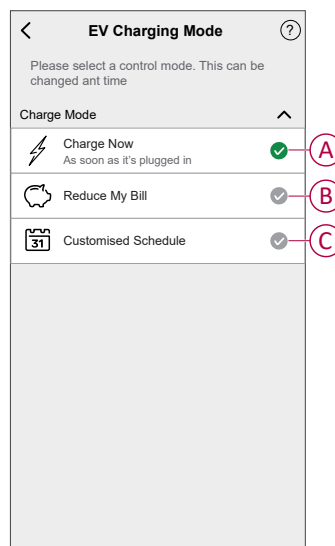 EV Charging Mode
?
Please select a control mode. This can be
changed ant time
Charge Mode
Charge Now
As soon as it's plugged in
A
Reduce My Bill
B
31
Customised Schedule
C